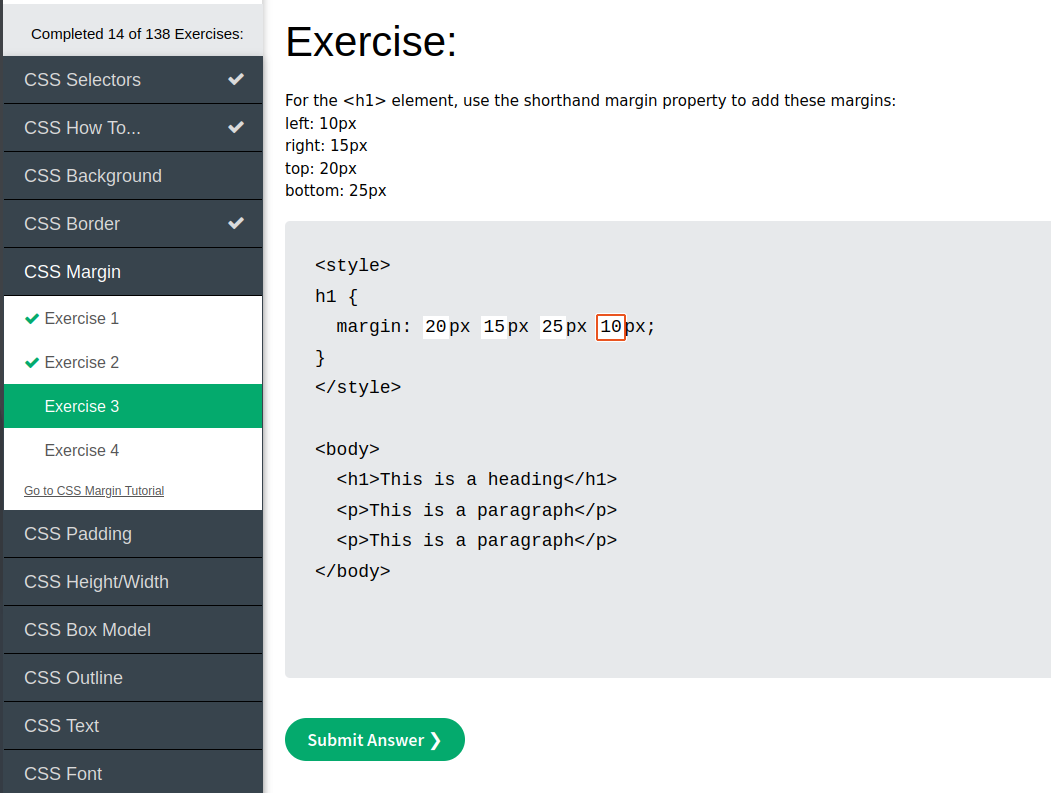 Completed 14 of 138 Exercises:
CSS Selectors
CSS How To...
CSS Background
CSS Border
CSS Margin
Exercise 1
Exercise 2
Exercise 3
Exercise 4
Go to CSS Margin Tutorial
CSS Padding
CSS Height/Width
CSS Box Model
CSS Outline
CSS Text
CSS Font
Exercise:
For the <h1> element, use the shorthand margin property to add these margins:
left: 10px
right: 15px
top: 20px
bottom: 25px
<style>
h1 {
  margin: 20px 15px 25px 10px;
}
</style>
<body>
  <h1>This is a heading</h1>
  <p>This is a paragraph</p>
  <p>This is a paragraph</p>
</body>
Submit Answer ❯